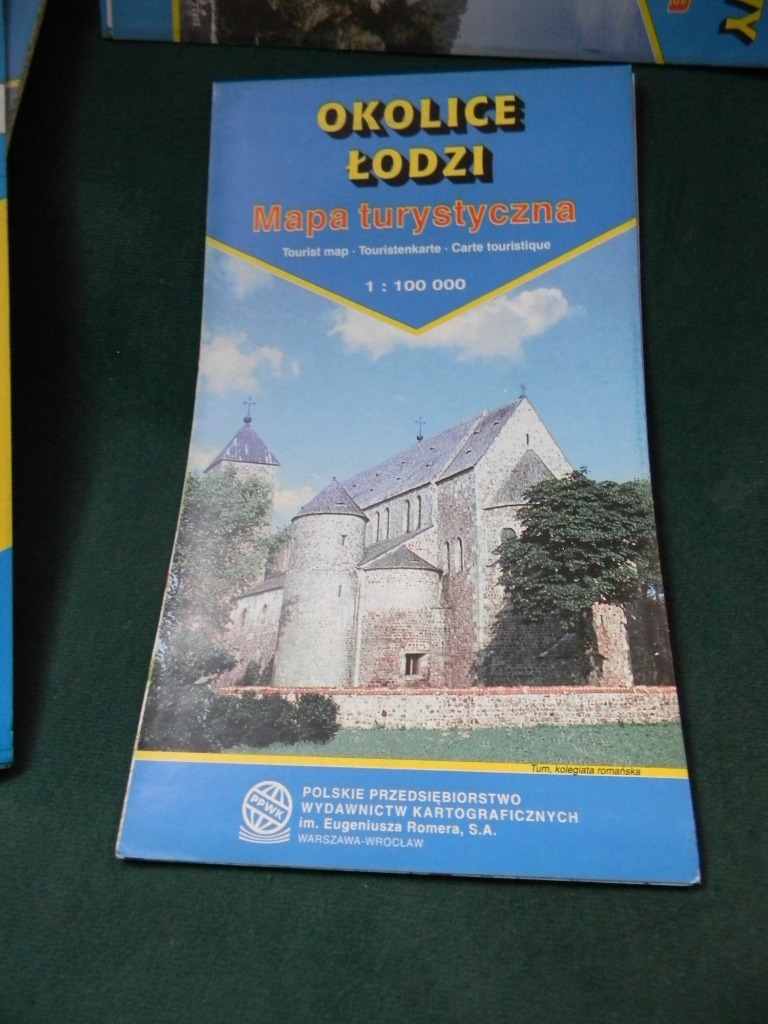 OKOLICE
ŁODZI
Mapa turystyczna
Tourist map · Touristenkarte · Carte touristique
1 : 100 000
Tum, kolegiata romańska
PPWK
POLSKIE PRZEDSIĘBIORSTWO
WYDAWNICTW KARTOGRAFICZNYCH
im. Eugeniusza Romera, S.A.
WARSZAWA-WROCŁAW